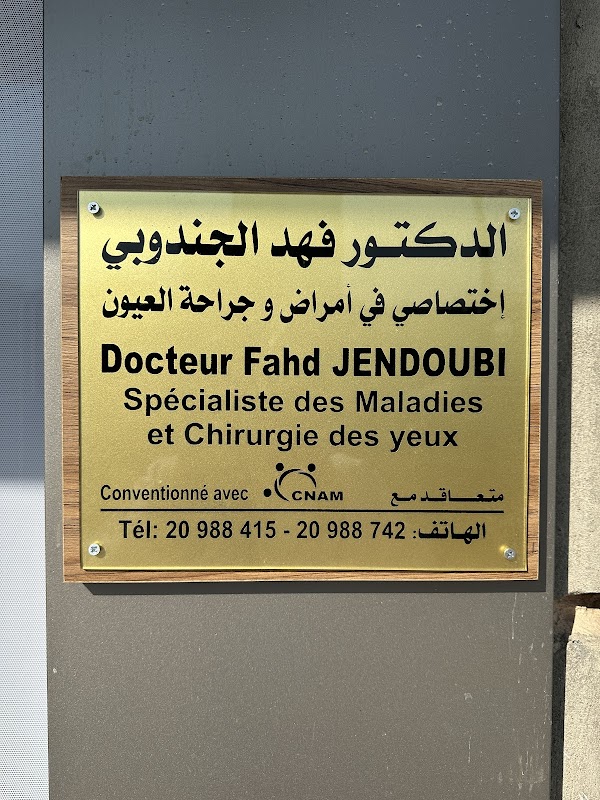 الدكتور فهد الجندوبي
إختصاصي في أمراض و جراحة العيون
Docteur Fahd JENDOUBI
Spécialiste des Maladies
et Chirurgie des yeux
Conventionné avec CNAM متعاقد مع
Tél: 20 988 415 - 20 988 742 :الهاتف